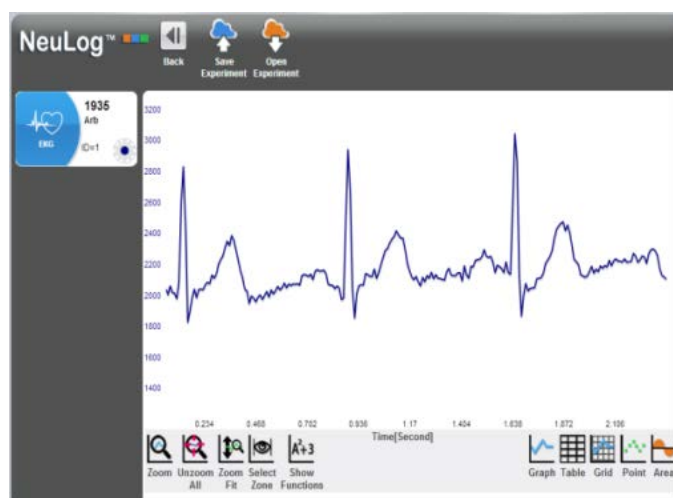 NeuLog™
Back
Save Experiment
Open Experiment
1935
Arb
EKG
ID=1
3200
3000
2800
2600
2400
2200
2000
1800
1600
1400
0.234
0.468
0.702
0.936
1.17
1.404
1.638
1.872
2.106
Time[Second]
Zoom
Unzoom All
Zoom Fit
Select Zone
A²+3
Show Functions
Graph
Table
Grid
Point
Area